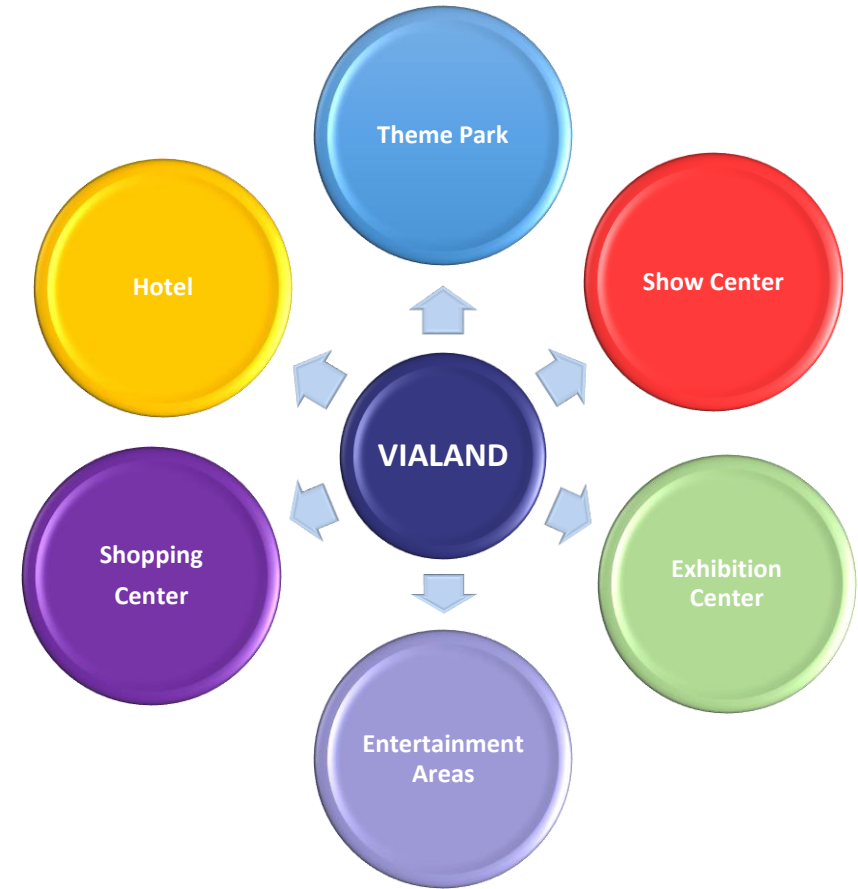 Theme Park
Show Center
Hotel
VIALAND
Shopping
Center
Exhibition
Center
Entertainment
Areas